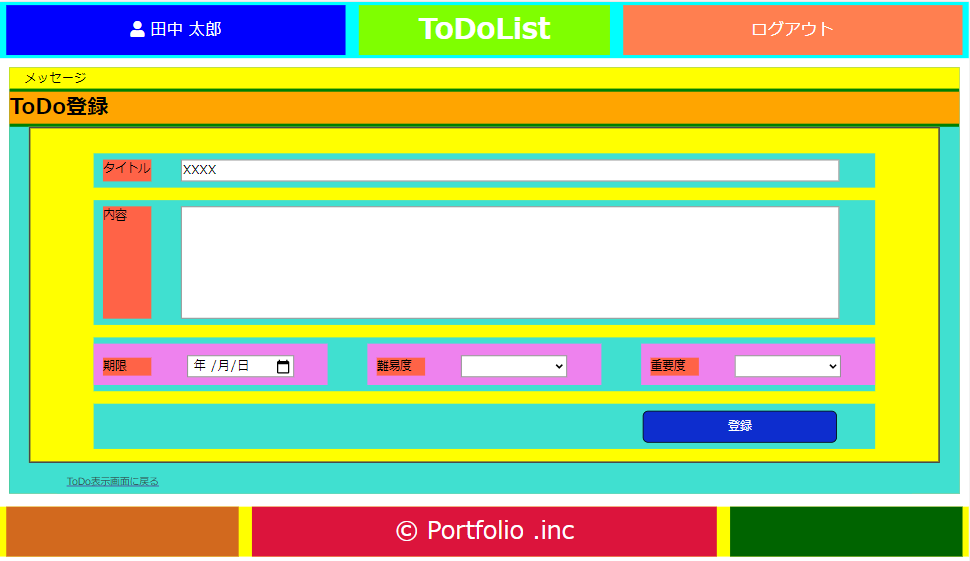 田中 太郎
ToDoList
ログアウト
メッセージ
ToDo登録
タイトル
XXXX
内容
期限
年 /月/日
難易度
重要度
登録
ToDo表示画面に戻る
© Portfolio .inc